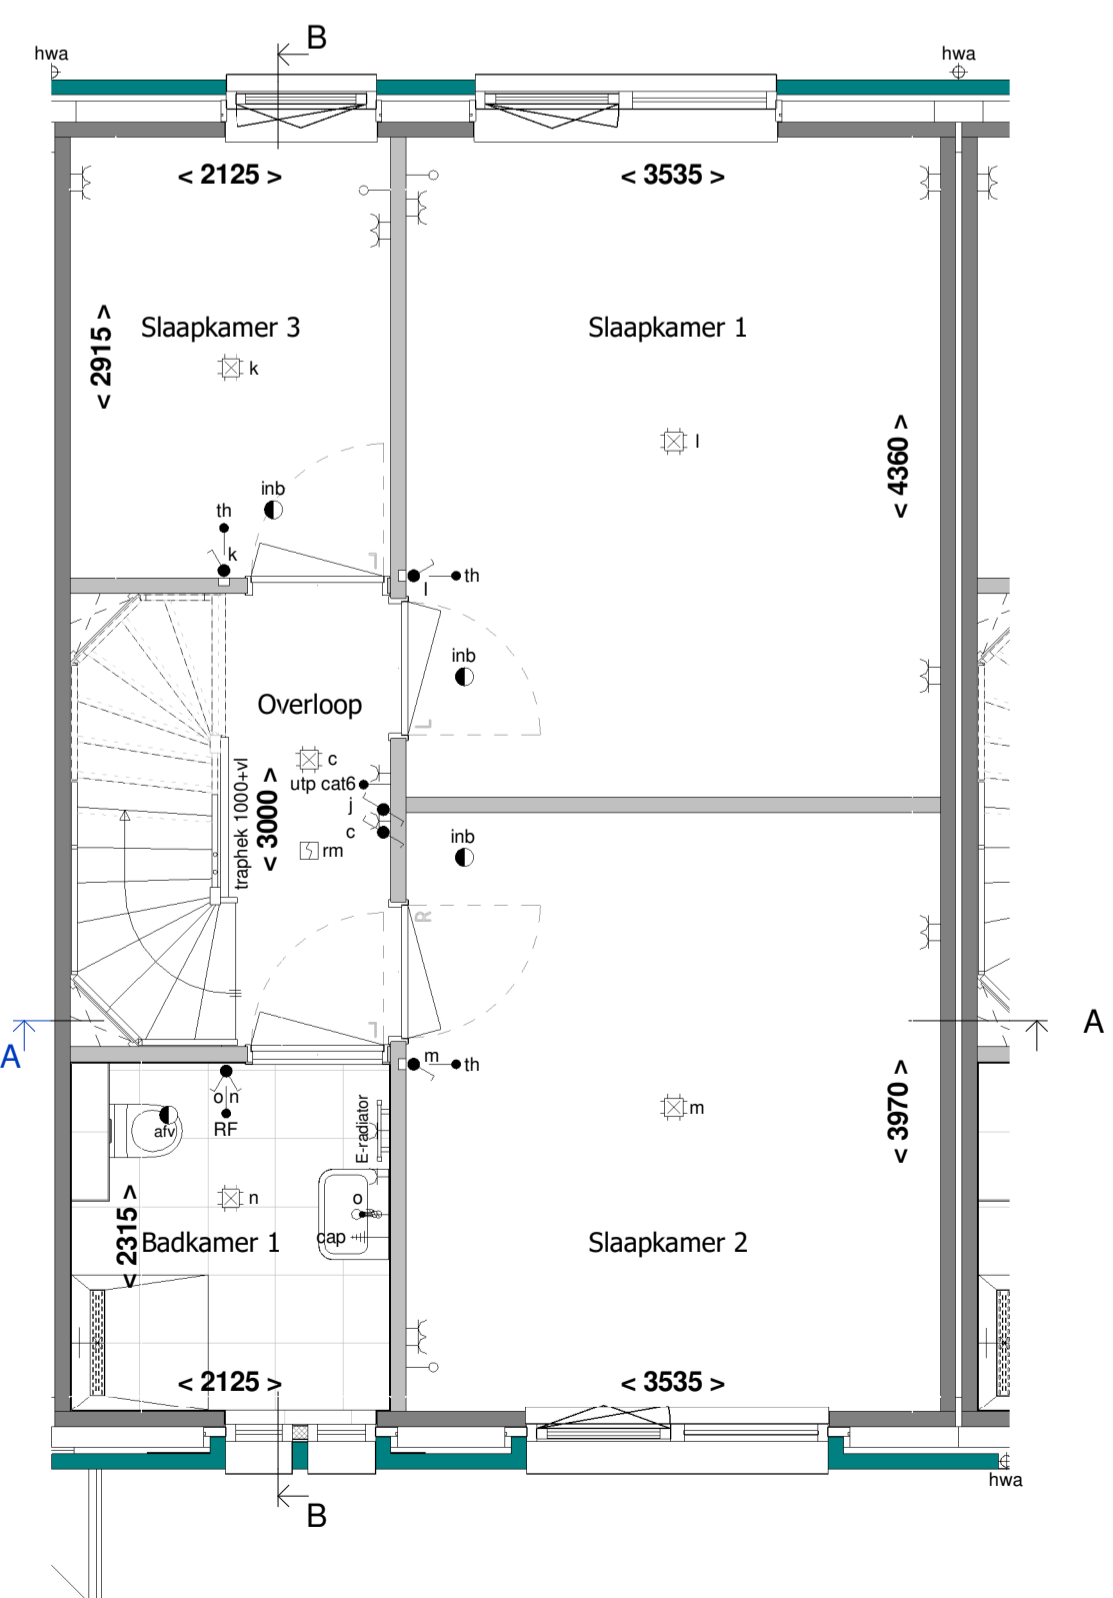 B
hwa
hwa
< 2125 >
< 3535 >
Slaapkamer 3
Slaapkamer 1
< 2915 >
k
l
< 4360 >
inb
th
k
L
th
l
inb
L
Overloop
c
utp cat6
j
c
traphek 1000+vl
< 3000 >
rm
inb
R
L
A
A
m
th
o n
RF
afv
E-radiator
m
< 3970 >
n
o
cap
< 2315 >
Badkamer 1
Slaapkamer 2
< 2125 >
< 3535 >
hwa
B